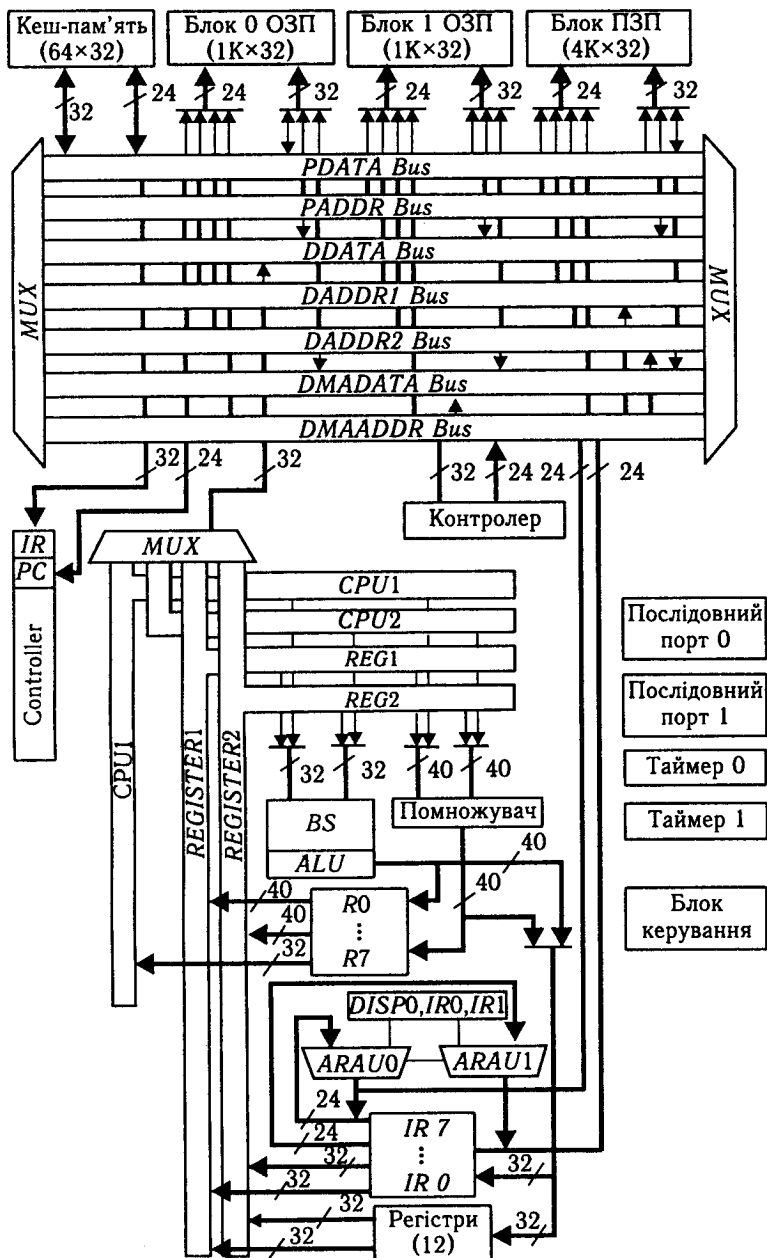 Кеш-пам’ять
(64×32)
Блок 0 ОЗП
(1К×32)
Блок 1 ОЗП
(1К×32)
Блок ПЗП
(4К×32)
32
24
24
32
24
32
24
32
MUX
PDATA Bus
PADDR Bus
DDATA Bus
DADDR1 Bus
DADDR2 Bus
DMADATA Bus
DMAADDR Bus
MUX
32
24
32
32
24
24
24
IR
PC
Controller
MUX
Контролер
CPU1
CPU2
REG1
REG2
CPU1
REGISTER1
REGISTER2
32
32
40
40
BS
ALU
Помножувач
40
40
Послідовний
порт 0
Послідовний
порт 1
Таймер 0
Таймер 1
Блок
керування
40
40
32
R0
⋮
R7
DISP0,IR0,IR1
ARAU0
ARAU1
24
24
32
32
IR 7
⋮
IR 0
32
32
32
Регістри
(12)
32